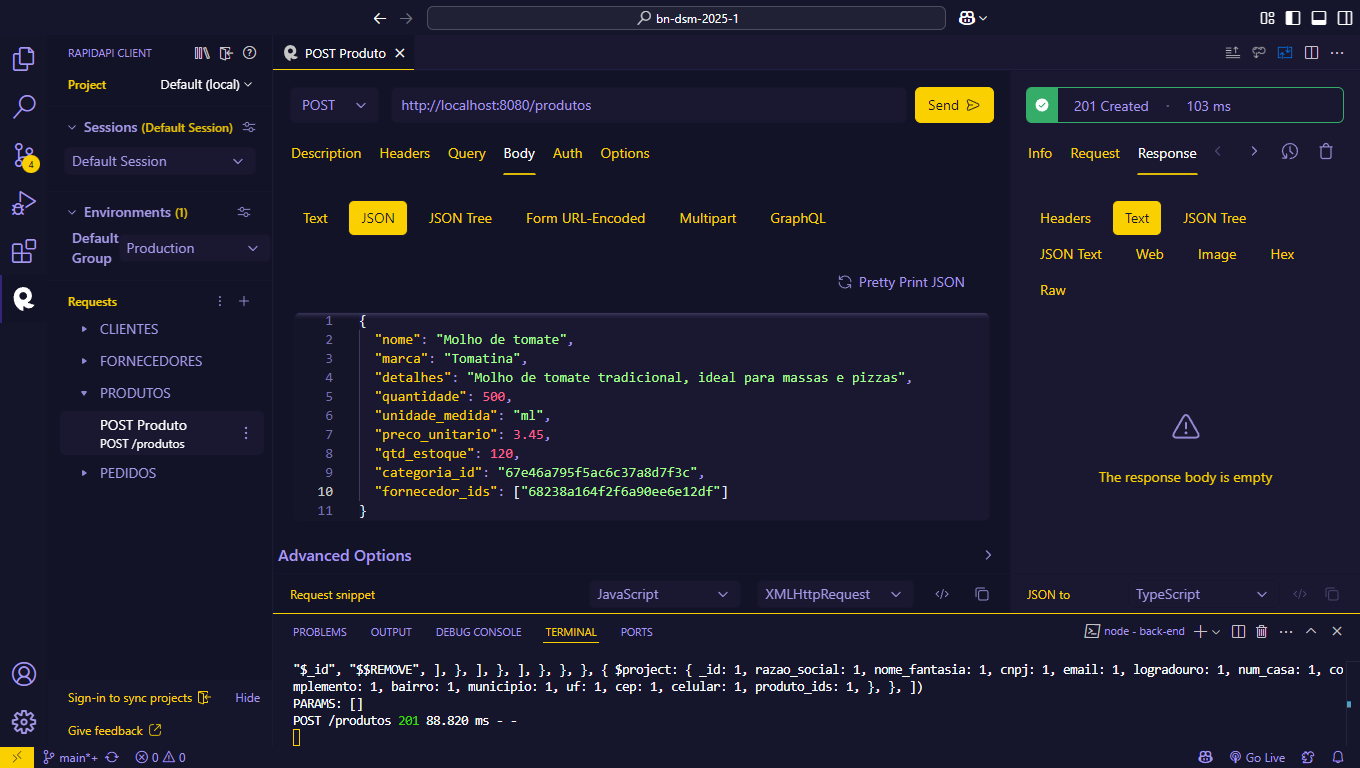 bn-dsm-2025-1
RAPIDAPI CLIENT
Project
Default (local)
Sessions (Default Session)
Default Session
Environments (1)
Default Group
Production
Requests
CLIENTES
FORNECEDORES
PRODUTOS
POST Produto
POST /produtos
PEDIDOS
Sign-in to sync projects
Hide
Give feedback
4
POST Produto
POST
http://localhost:8080/produtos
Send
Description Headers Query Body Auth Options
Text JSON JSON Tree Form URL-Encoded Multipart GraphQL
Pretty Print JSON
1 {
2 "nome": "Molho de tomate",
3 "marca": "Tomatina",
4 "detalhes": "Molho de tomate tradicional, ideal para massas e pizzas",
5 "quantidade": 500,
6 "unidade_medida": "ml",
7 "preco_unitario": 3.45,
8 "qtd_estoque": 120,
9 "categoria_id": "67e46a795f5ac6c37a8d7f3c",
10 "fornecedor_ids": ["68238a164f2f6a90ee6e12df"]
11 }
Advanced Options
Request snippet
JavaScript
XMLHttpRequest
201 Created · 103 ms
Info Request Response
Headers Text JSON Tree
JSON Text Web Image Hex
Raw
The response body is empty
JSON to
TypeScript
PROBLEMS OUTPUT DEBUG CONSOLE TERMINAL PORTS
node - back-end
"$_id", "$$REMOVE", ], }, ], }, ], }, }, }, { $project: { _id: 1, razao_social: 1, nome_fantasia: 1, cnpj: 1, email: 1, logradouro: 1, num_casa: 1, co
mplemento: 1, bairro: 1, municipio: 1, uf: 1, cep: 1, celular: 1, produto_ids: 1, }, }, ])
PARAMS: []
POST /produtos 201 88.820 ms - -
main*+
0 0
Go Live